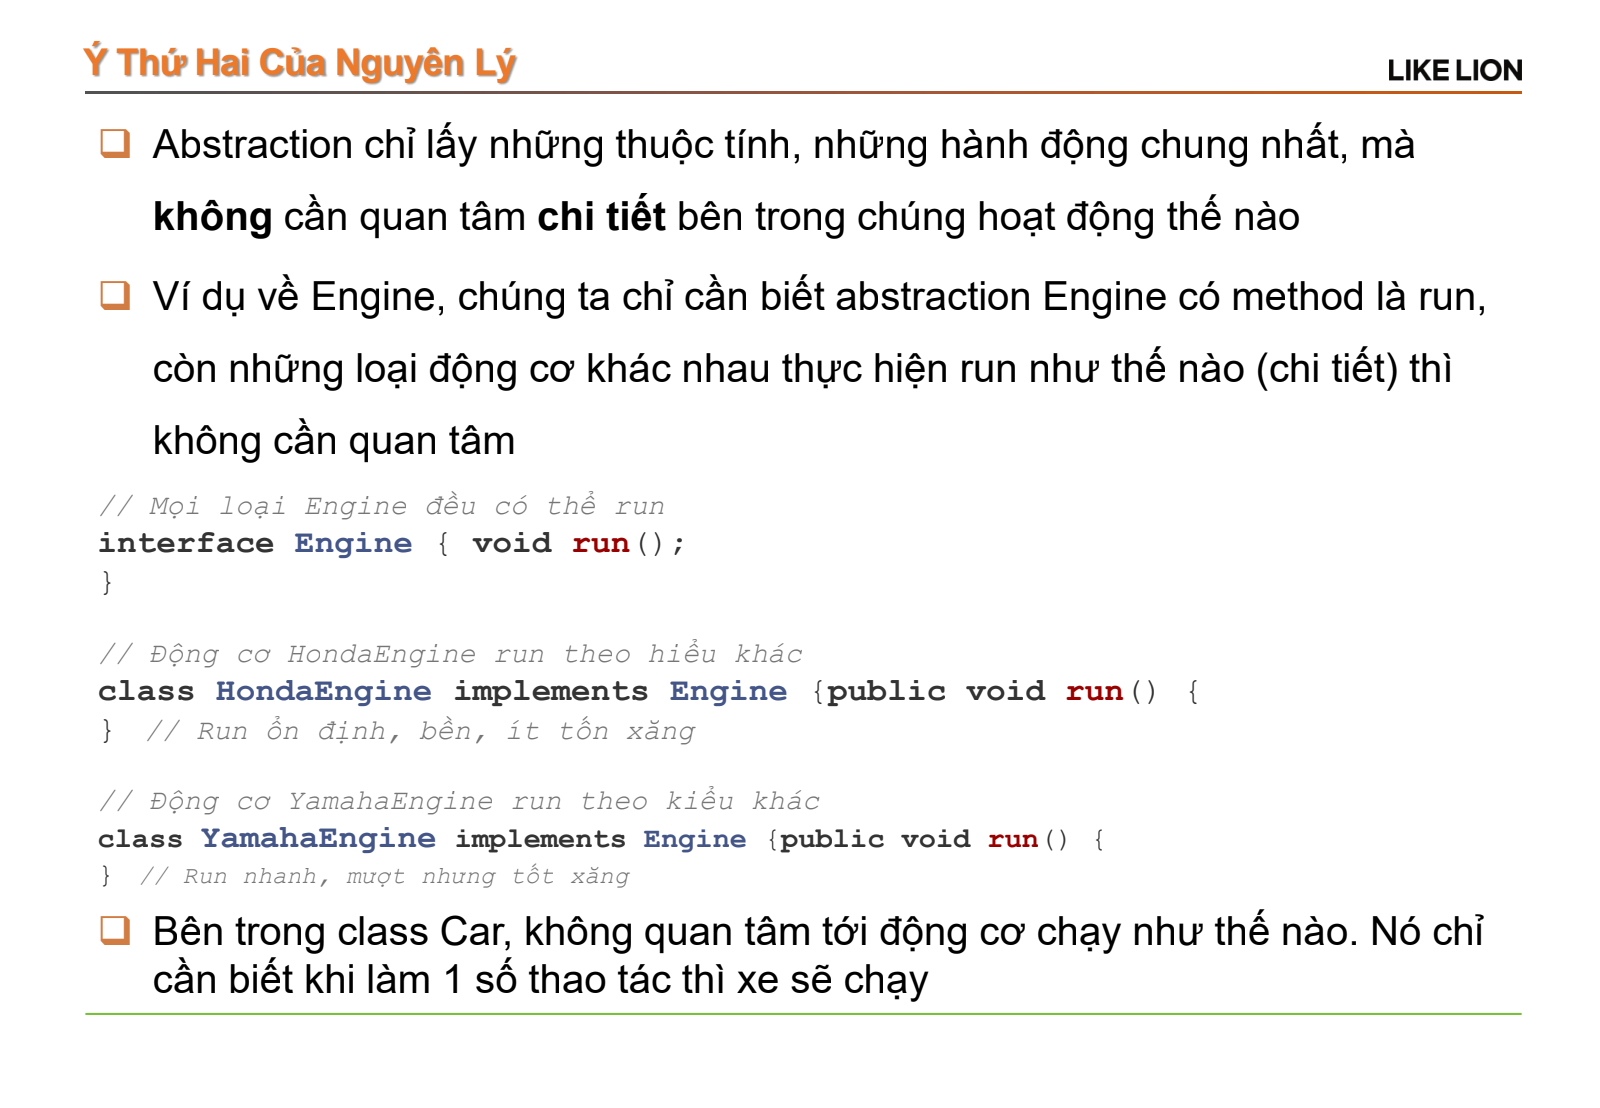 Ý Thứ Hai Của Nguyên Lý
LIKE LION
Abstraction chỉ lấy những thuộc tính, những hành động chung nhất, mà
không cần quan tâm chi tiết bên trong chúng hoạt động thế nào
Ví dụ về Engine, chúng ta chỉ cần biết abstraction Engine có method là run,
còn những loại động cơ khác nhau thực hiện run như thế nào (chi tiết) thì
không cần quan tâm
// Mọi loại Engine đều có thể run
interface Engine { void run();
}
// Động cơ HondaEngine run theo hiểu khác
class HondaEngine implements Engine {public void run() {
} // Run ổn định, bền, ít tốn xăng
// Động cơ YamahaEngine run theo kiểu khác
class YamahaEngine implements Engine {public void run() {
} // Run nhanh, mượt nhưng tốt xăng
Bên trong class Car, không quan tâm tới động cơ chạy như thế nào. Nó chỉ
cần biết khi làm 1 số thao tác thì xe sẽ chạy